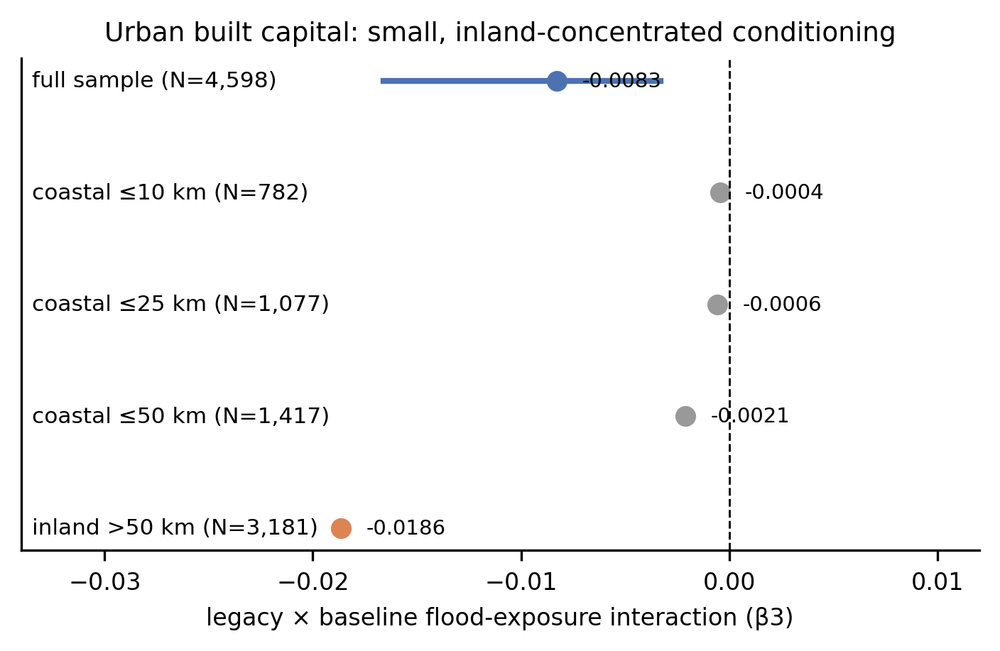 Urban built capital: small, inland-concentrated conditioning
full sample (N=4,598)
-0.0083
coastal ≤10 km (N=782)
-0.0004
coastal ≤25 km (N=1,077)
-0.0006
coastal ≤50 km (N=1,417)
-0.0021
inland >50 km (N=3,181)
-0.0186
−0.03 −0.02 −0.01 0.00 0.01
legacy × baseline flood-exposure interaction (β3)